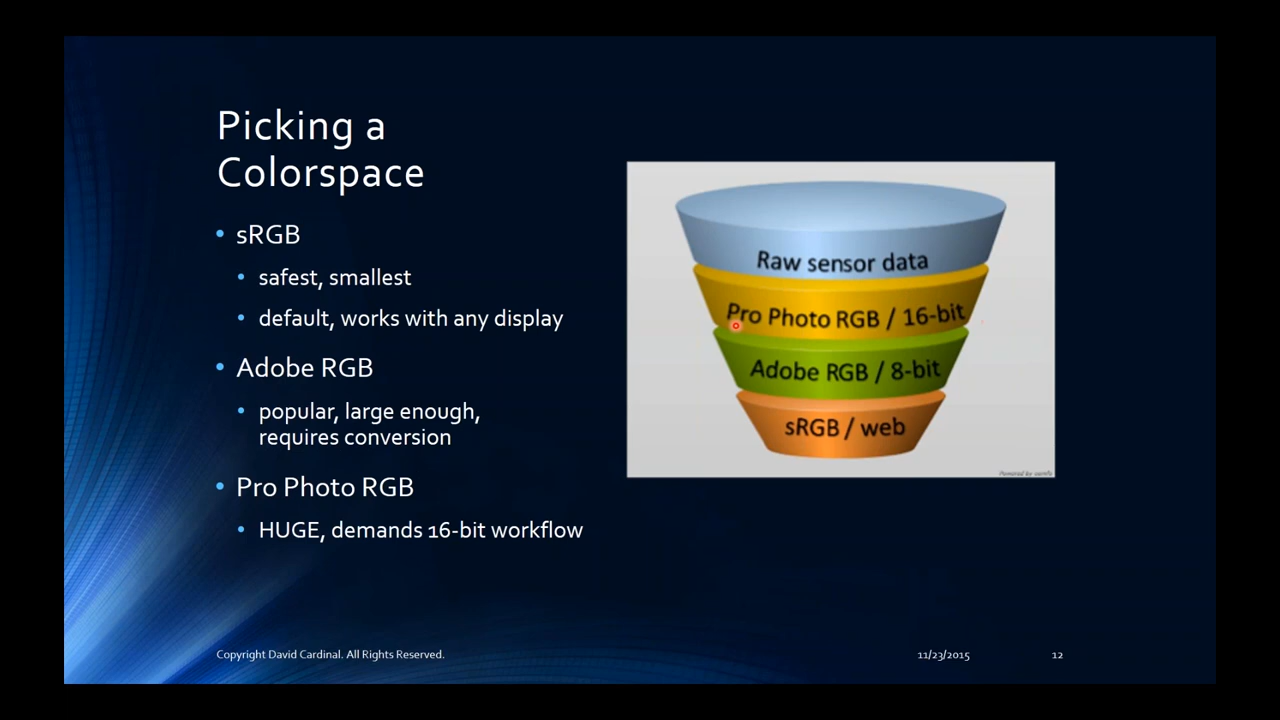 Picking a
Colorspace
sRGB
safest, smallest
default, works with any display
Adobe RGB
popular, large enough,
requires conversion
Pro Photo RGB
HUGE, demands 16-bit workflow
Raw sensor data
Pro Photo RGB / 16-bit
Adobe RGB / 8-bit
sRGB / web
Copyright David Cardinal. All Rights Reserved.
11/23/2015
12